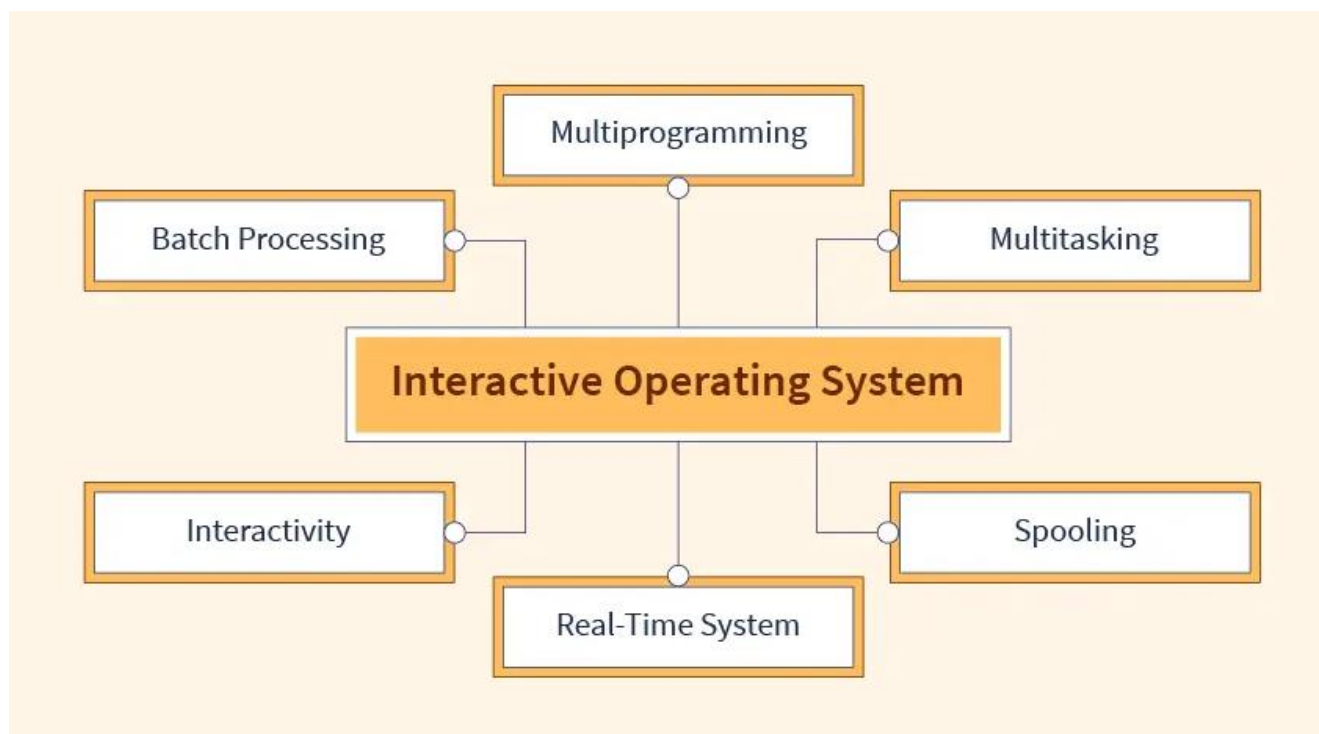 Multiprogramming
Batch Processing
Multitasking
Interactive Operating System
Interactivity
Spooling
Real-Time System